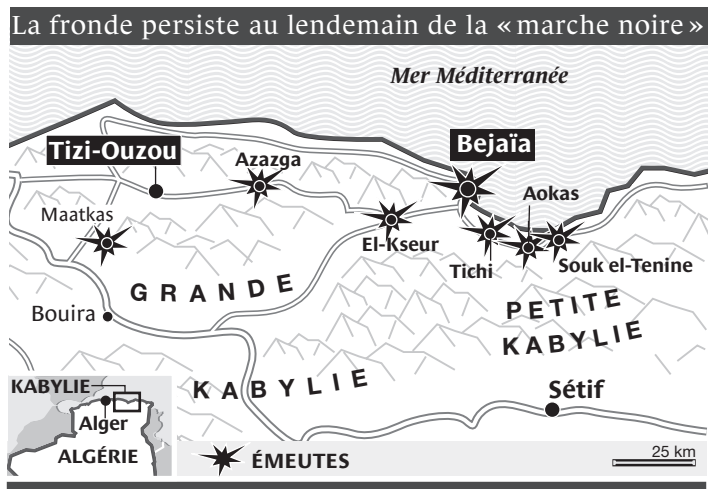 La fronde persiste au lendemain de la « marche noire »
Mer Méditerranée
Tizi-Ouzou
Azazga
Bejaïa
Aokas
Maatkas
El-Kseur
Tichi
Souk el-Tenine
GRANDE
KABYLIE
PETITE
KABYLIE
Bouira
Sétif
KABYLIE
Alger
ALGÉRIE
ÉMEUTES
25 km